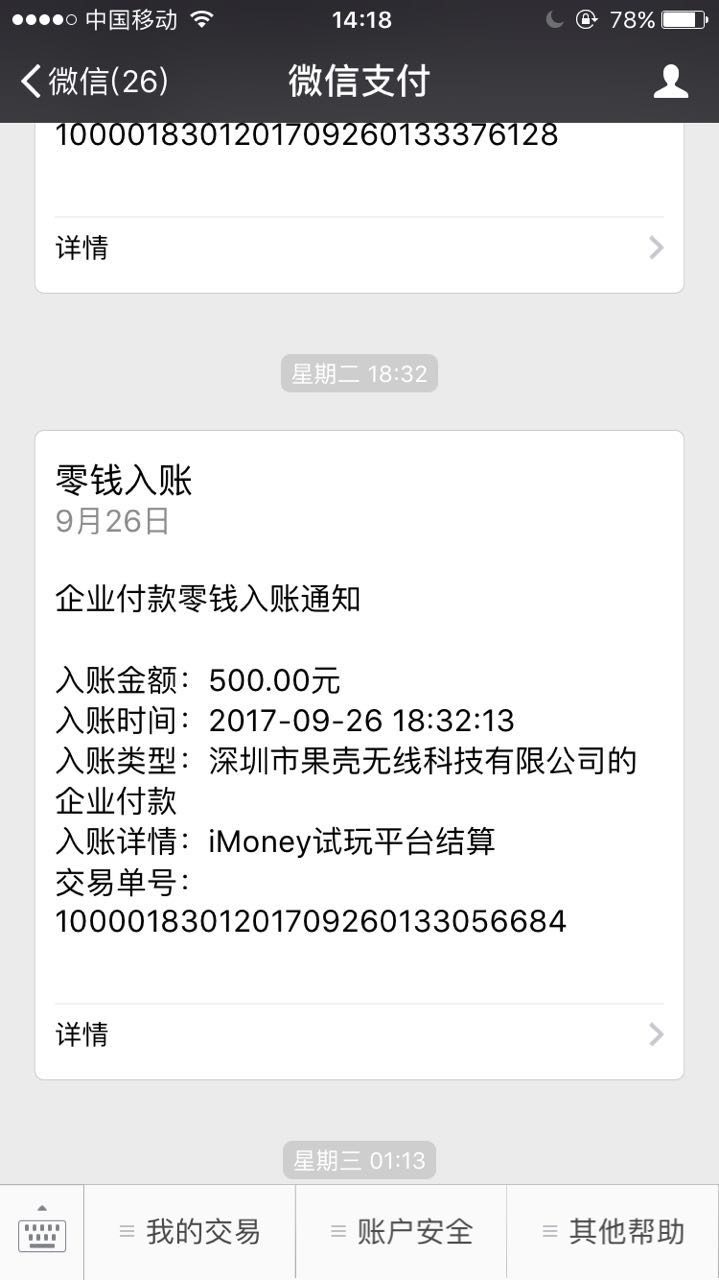 中国移动 14:18 78%
微信(26) 微信支付
1000018301201709260133376128
详情
星期二 18:32
零钱入账
9月26日
企业付款零钱入账通知
入账金额：500.00元
入账时间：2017-09-26 18:32:13
入账类型：深圳市果壳无线科技有限公司的
企业付款
入账详情：iMoney试玩平台结算
交易单号：
1000018301201709260133056684
详情
星期三 01:13
我的交易 账户安全 其他帮助